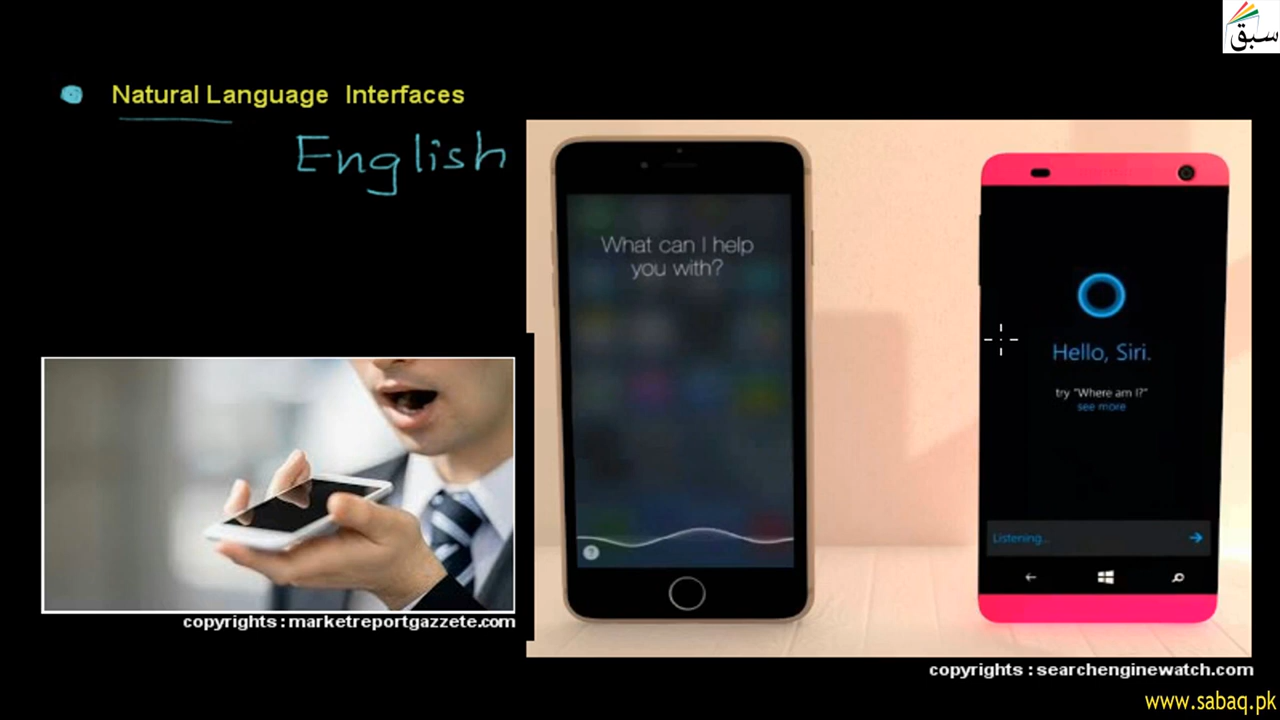 سبق
Natural Language Interfaces
English
What can I help
you with?
Hello, Siri.
try "Where am I?"
see more
Listening...
?
copyrights : marketreportgazzete.com
copyrights : searchenginewatch.com
www.sabaq.pk